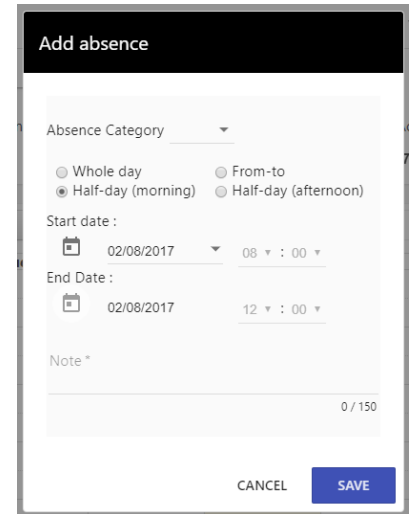 Add absence
Absence Category
Whole day From-to
Half-day (morning) Half-day (afternoon)
Start date :
02/08/2017 08 : 00
End Date :
02/08/2017 12 : 00
Note *
0 / 150
CANCEL SAVE